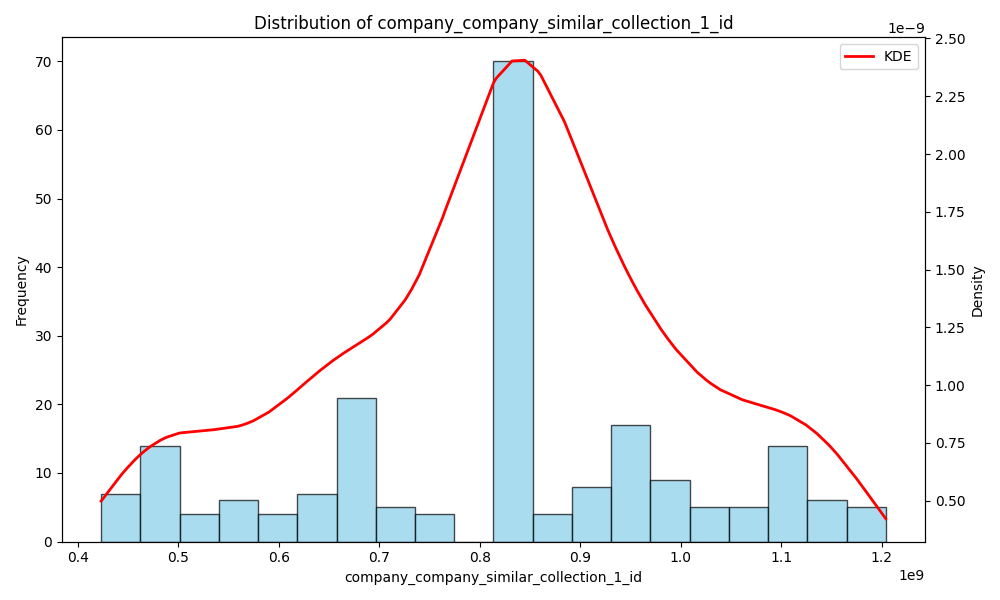 Distribution of company_company_similar_collection_1_id
1e−9
KDE
Frequency
0
10
20
30
40
50
60
70
Density
0.50
0.75
1.00
1.25
1.50
1.75
2.00
2.25
2.50
0.4 0.5 0.6 0.7 0.8 0.9 1.0 1.1 1.2
1e9
company_company_similar_collection_1_id